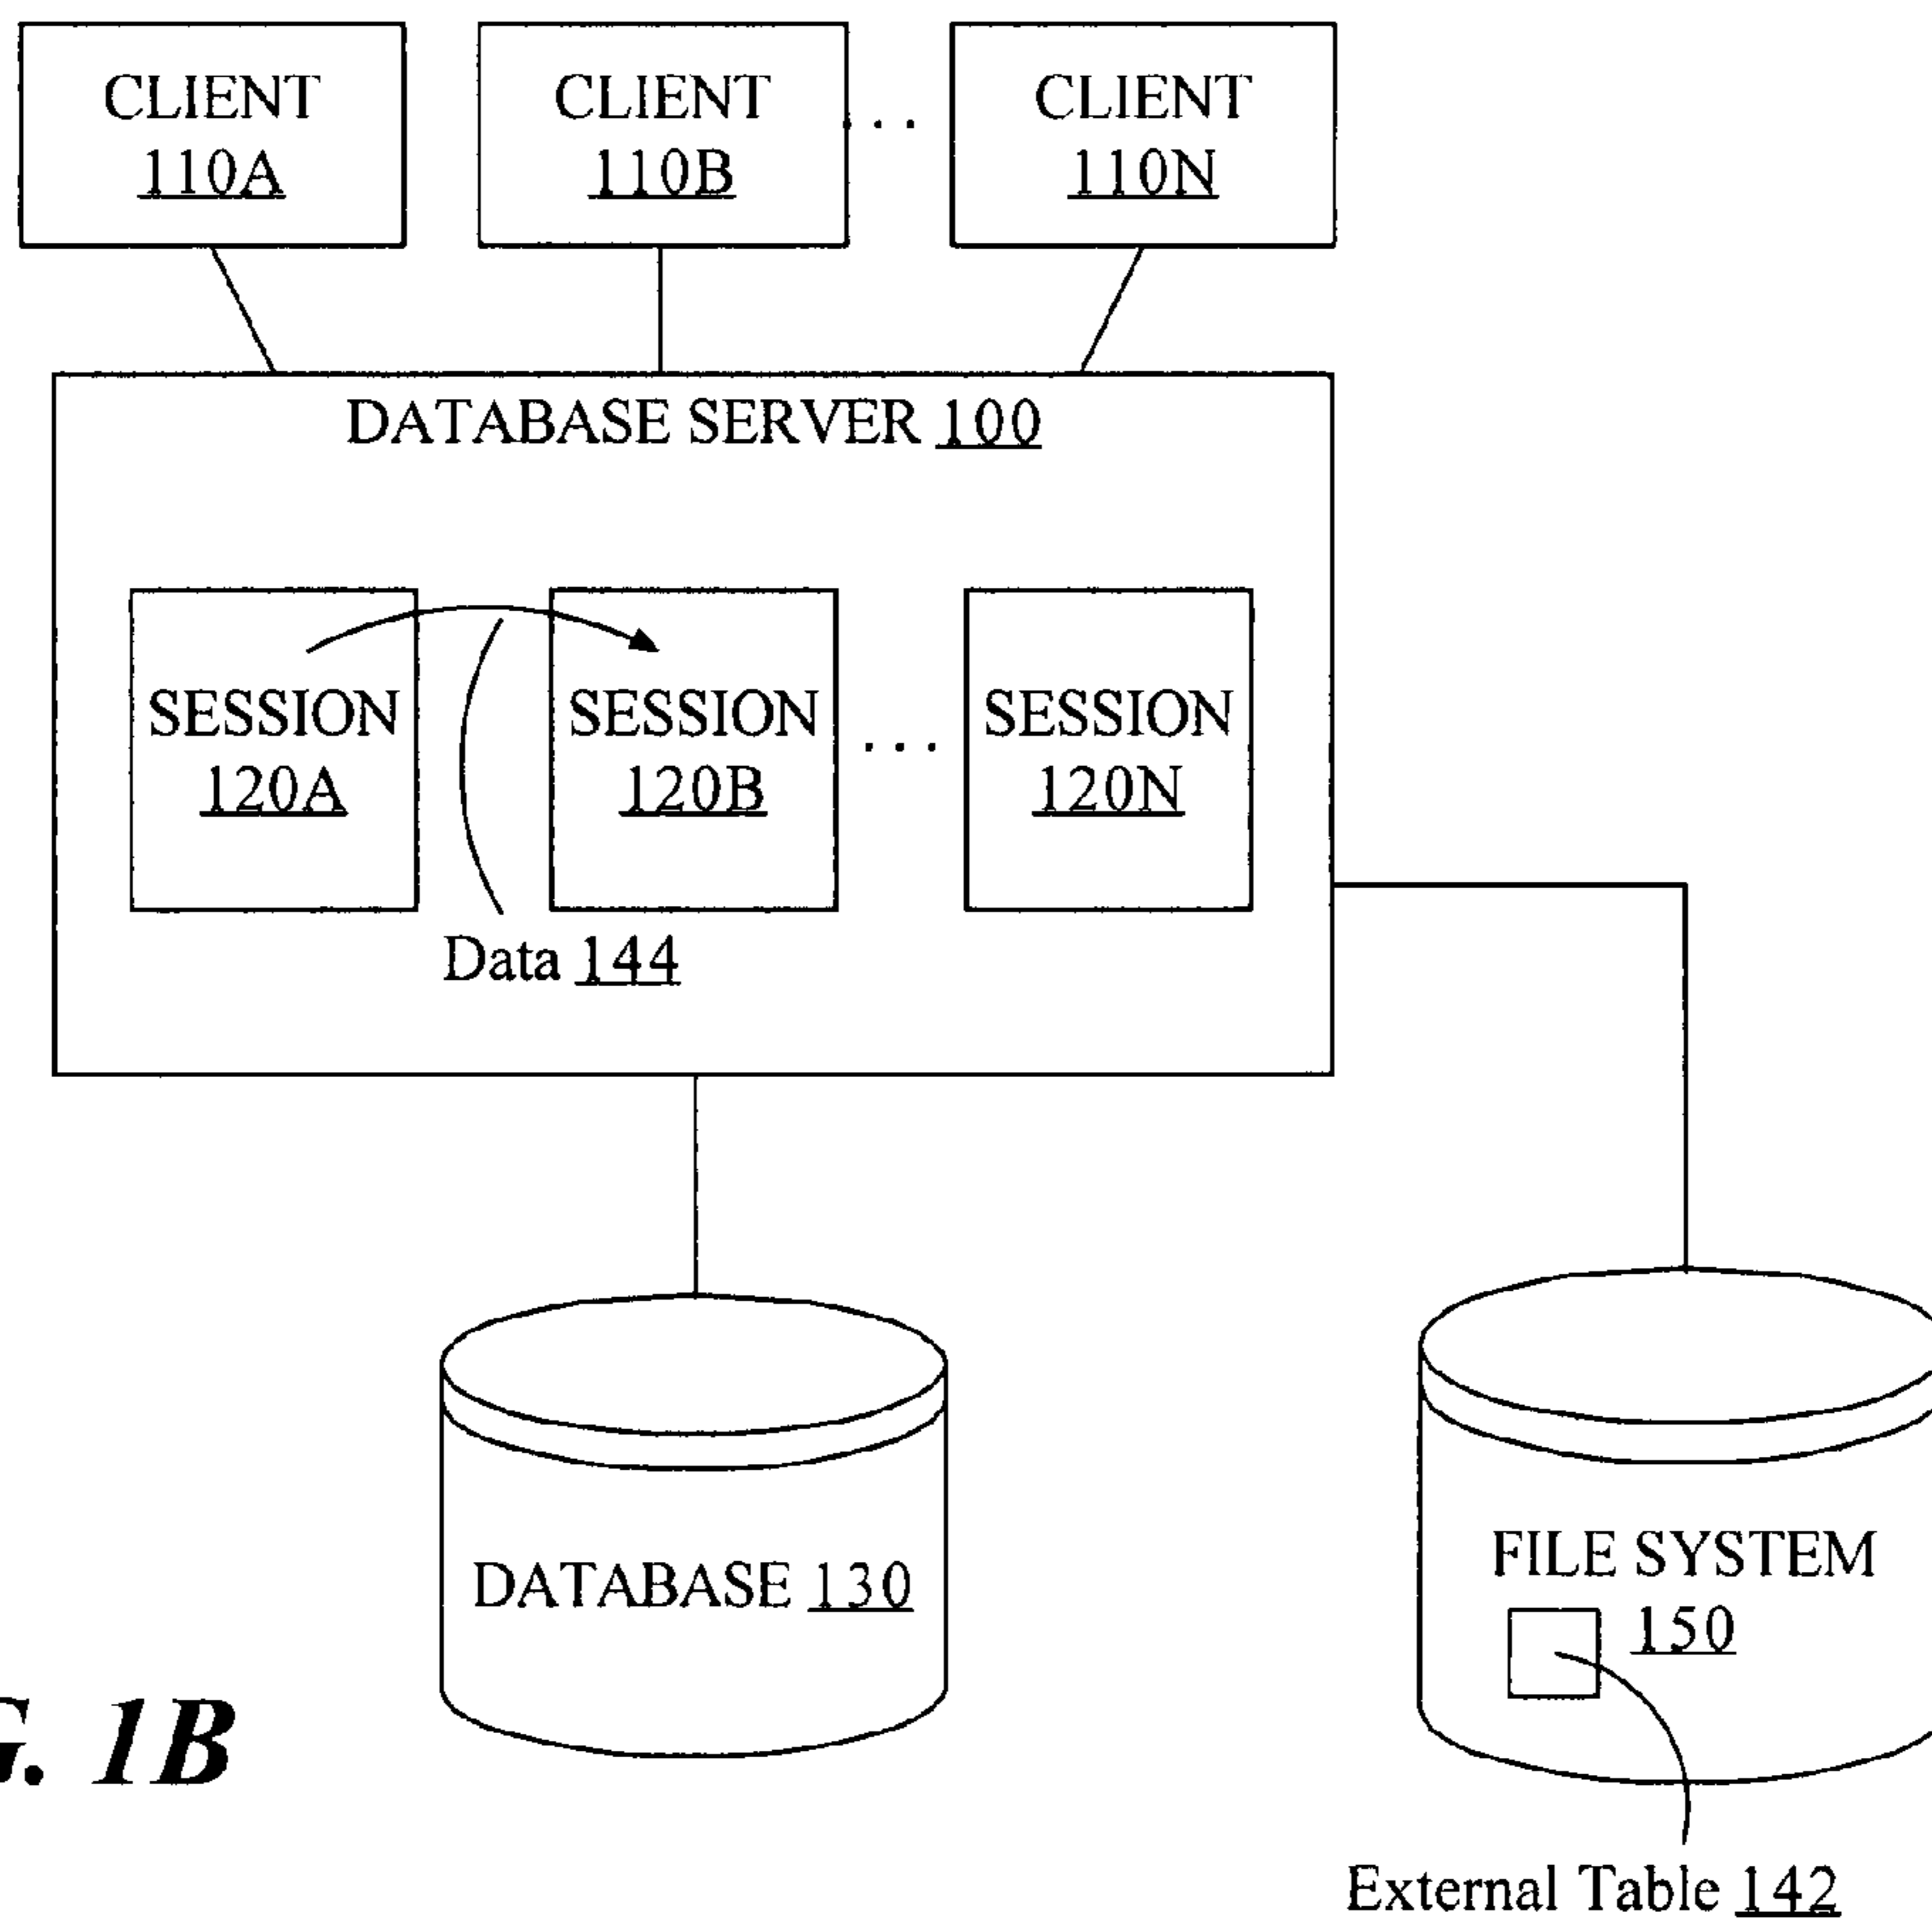 CLIENT
110A
CLIENT
110B
. . .
CLIENT
110N
DATABASE SERVER 100
SESSION
120A
SESSION
120B
. . .
SESSION
120N
Data 144
DATABASE 130
FILE SYSTEM
150
G. 1B
External Table 142